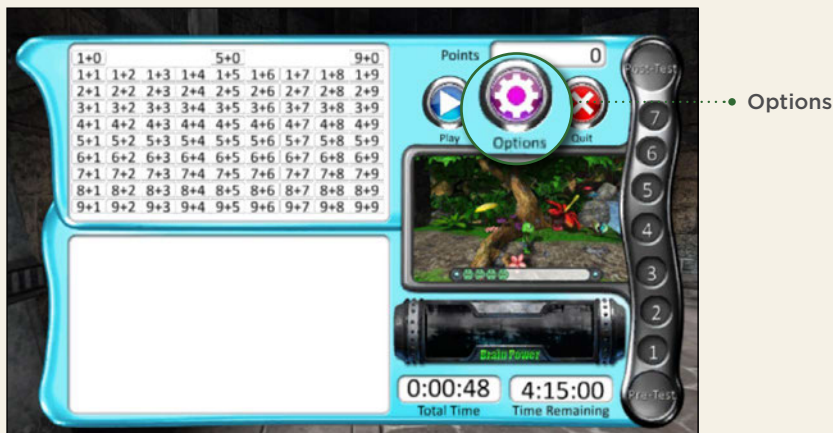 1+0 5+0 9+0
1+1 1+2 1+3 1+4 1+5 1+6 1+7 1+8 1+9
2+1 2+2 2+3 2+4 2+5 2+6 2+7 2+8 2+9
3+1 3+2 3+3 3+4 3+5 3+6 3+7 3+8 3+9
4+1 4+2 4+3 4+4 4+5 4+6 4+7 4+8 4+9
5+1 5+2 5+3 5+4 5+5 5+6 5+7 5+8 5+9
6+1 6+2 6+3 6+4 6+5 6+6 6+7 6+8 6+9
7+1 7+2 7+3 7+4 7+5 7+6 7+7 7+8 7+9
8+1 8+2 8+3 8+4 8+5 8+6 8+7 8+8 8+9
9+1 9+2 9+3 9+4 9+5 9+6 9+7 9+8 9+9
Points 0
Play Options Quit
Options
Post-Test
7
6
5
4
3
2
1
Pre-Test
Brain Power
0:00:48 4:15:00
Total Time Time Remaining